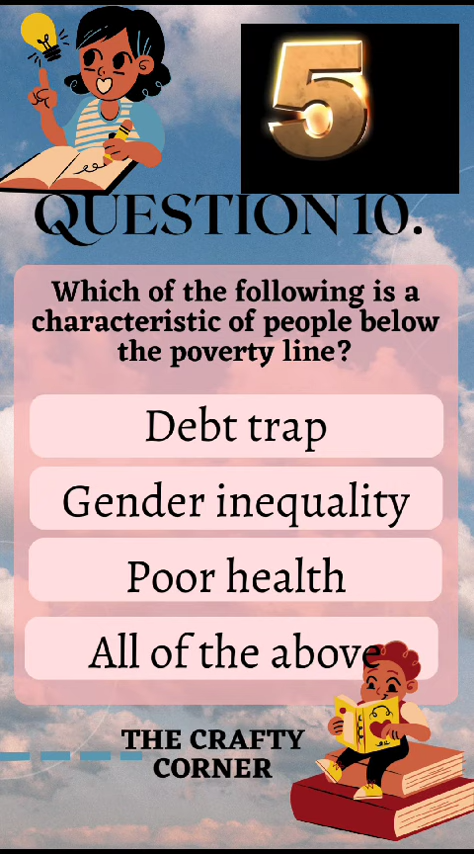 5
QUESTION 10.
Which of the following is a
characteristic of people below
the poverty line?
Debt trap
Gender inequality
Poor health
All of the above
THE CRAFTY
CORNER